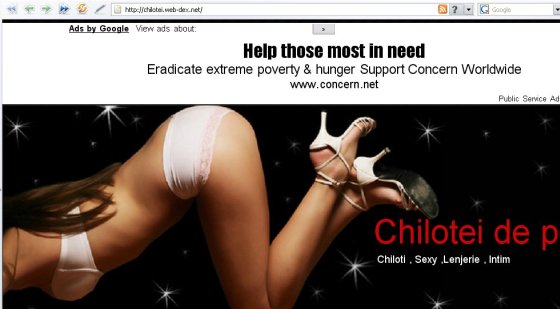 http://chilotei.web-dex.net/
Google
Ads by Google View ads about:
>
Help those most in need
Eradicate extreme poverty & hunger Support Concern Worldwide
www.concern.net
Public Service Ad
Chilotei de p
Chiloti , Sexy ,Lenjerie , Intim